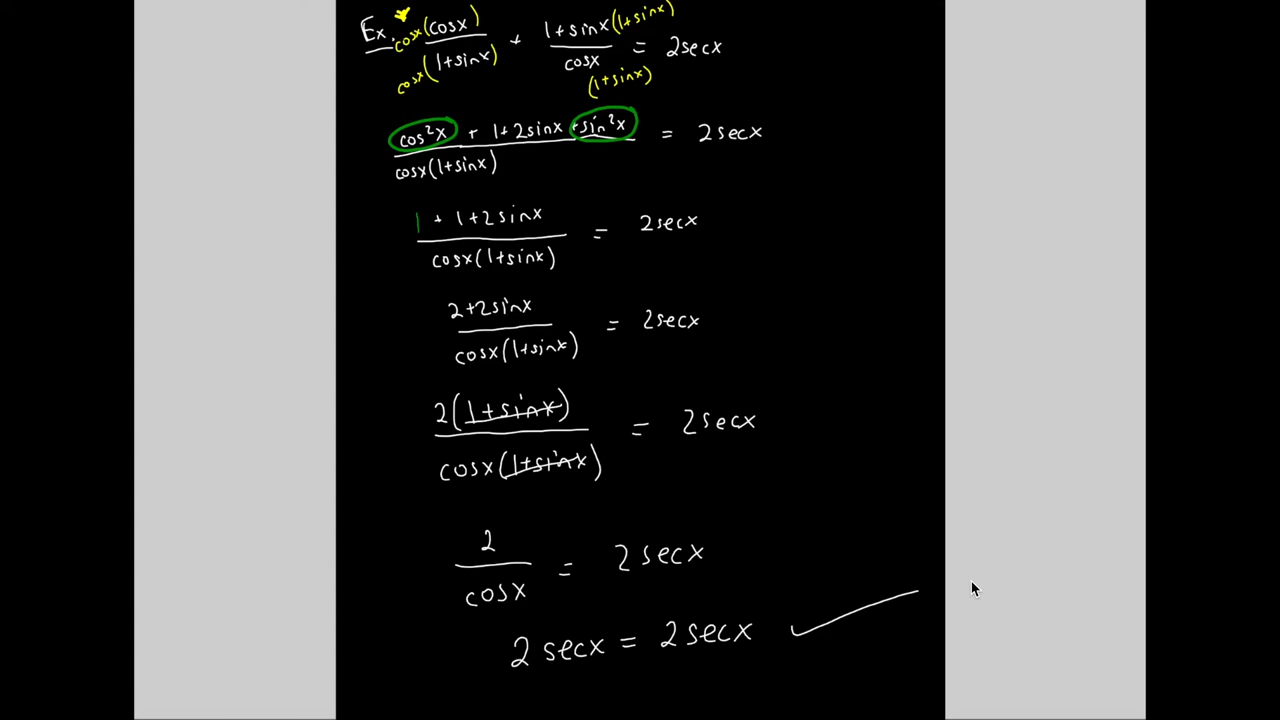 Ex. cosx(cosx)/cosx(1+sinx) + 1+sinx(1+sinx)/cosx(1+sinx) = 2secx
cos²x + 1+2sinx +sin²x/cosx(1+sinx) = 2secx
1 + 1+2sinx/cosx(1+sinx) = 2secx
2+2sinx/cosx(1+sinx) = 2secx
2(1+sinx)/cosx(1+sinx) = 2secx
2/cosx = 2secx
2secx = 2secx ✓